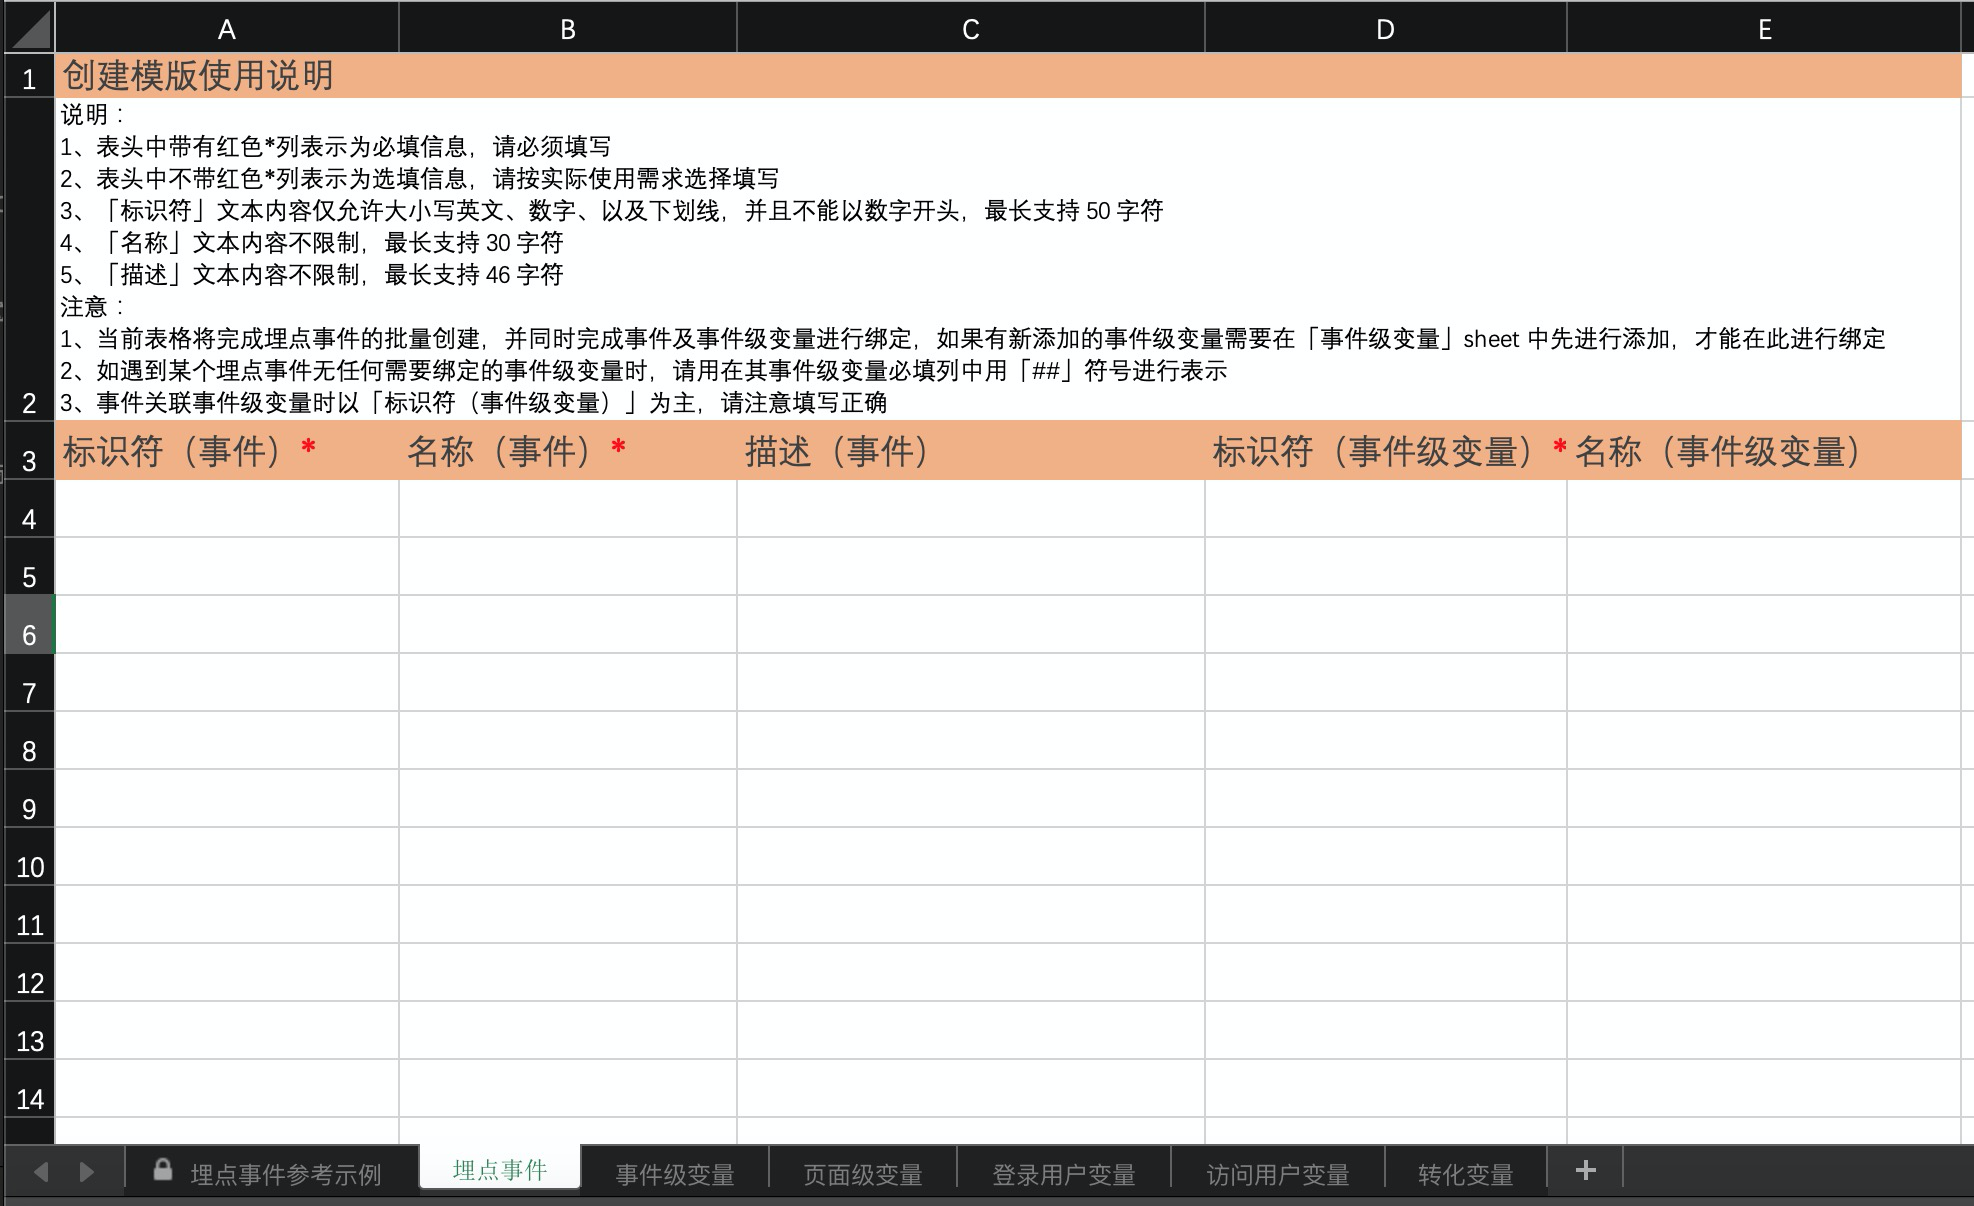 A B C D E
1 创建模版使用说明
说明：
1、表头中带有红色*列表示为必填信息，请必须填写
2、表头中不带红色*列表示为选填信息，请按实际使用需求选择填写
3、「标识符」文本内容仅允许大小写英文、数字、以及下划线，并且不能以数字开头，最长支持 50 字符
4、「名称」文本内容不限制，最长支持 30 字符
5、「描述」文本内容不限制，最长支持 46 字符
注意：
1、当前表格将完成埋点事件的批量创建，并同时完成事件及事件级变量进行绑定，如果有新添加的事件级变量需要在「事件级变量」sheet 中先进行添加，才能在此进行绑定
2、如遇到某个埋点事件无任何需要绑定的事件级变量时，请用在其事件级变量必填列中用「##」符号进行表示
2 3、事件关联事件级变量时以「标识符（事件级变量）」为主，请注意填写正确
3 标识符（事件）* 名称（事件）* 描述（事件） 标识符（事件级变量）* 名称（事件级变量）
4
5
6
7
8
9
10
11
12
13
14
埋点事件参考示例 埋点事件 事件级变量 页面级变量 登录用户变量 访问用户变量 转化变量 +